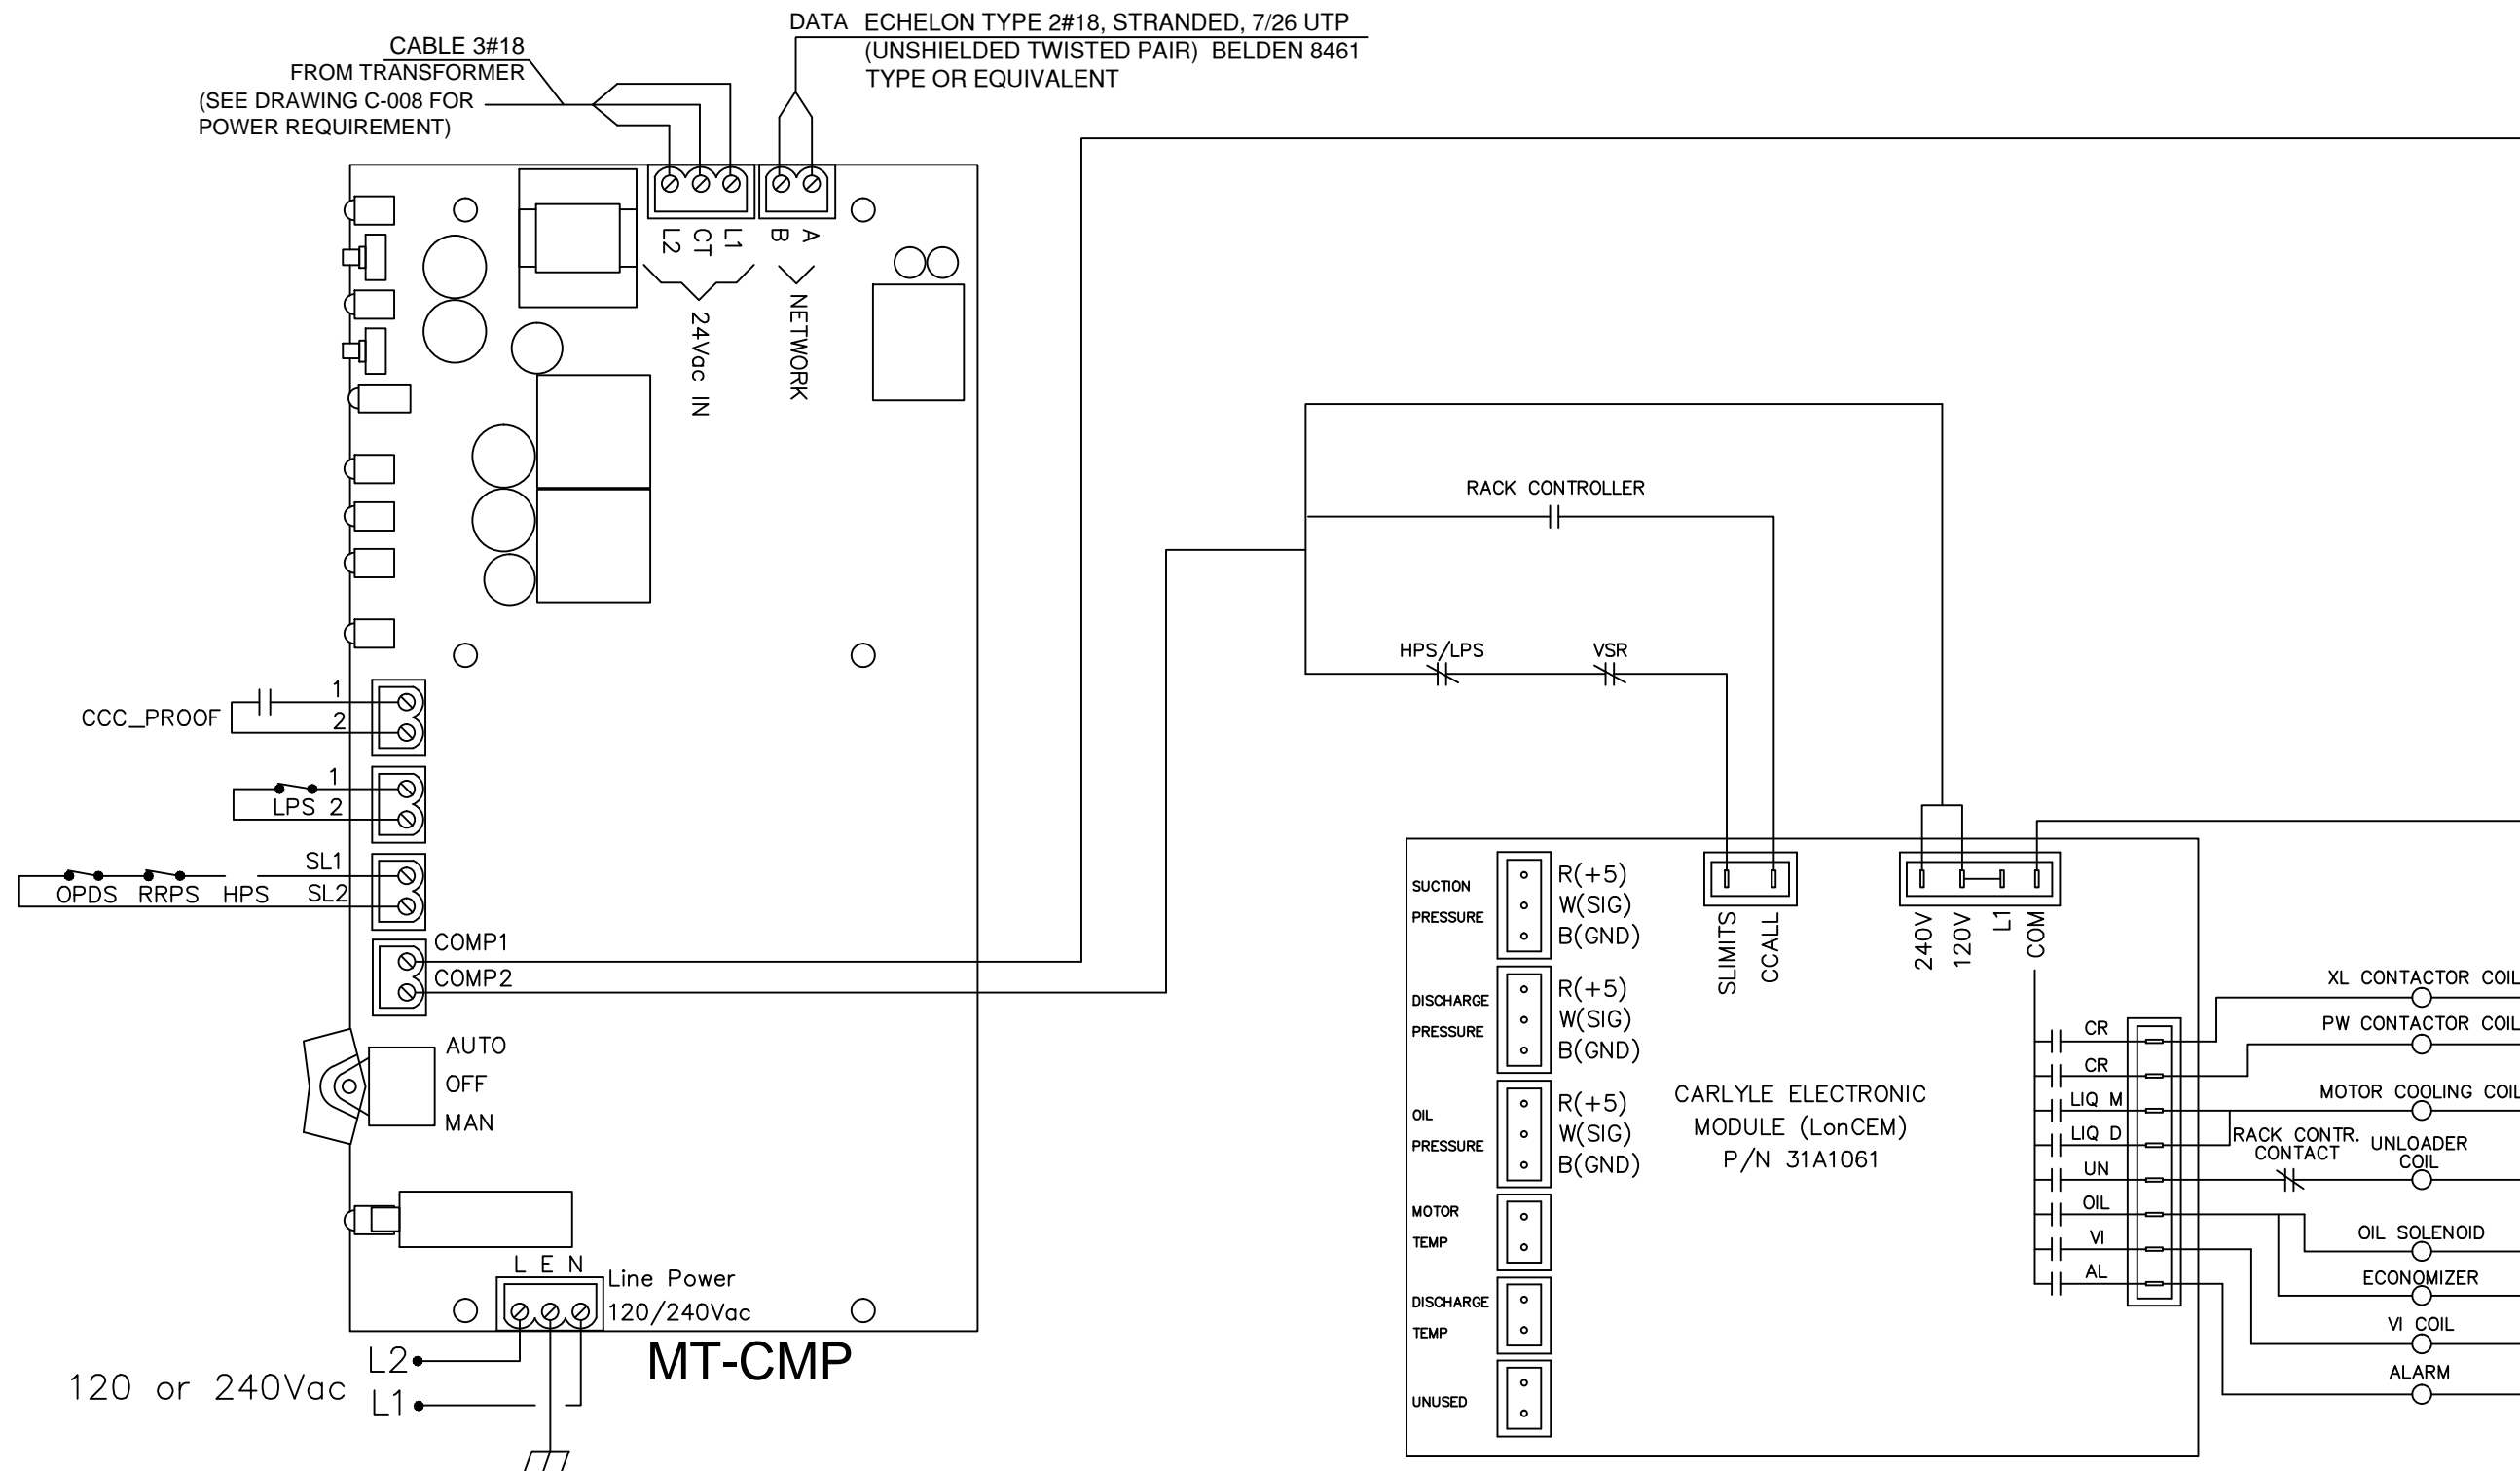 DATA ECHELON TYPE 2#18, STRANDED, 7/26 UTP
(UNSHIELDED TWISTED PAIR) BELDEN 8461
TYPE OR EQUIVALENT
CABLE 3#18
FROM TRANSFORMER
(SEE DRAWING C-008 FOR
POWER REQUIREMENT)
L2
CT
L1
B
A
24Vac IN
NETWORK
CCC_PROOF
1
2
1
LPS 2
SL1
OPDS RRPS HPS SL2
COMP1
COMP2
AUTO
OFF
MAN
L E N
Line Power
120/240Vac
MT-CMP
L2
120 or 240Vac
L1
RACK CONTROLLER
HPS/LPS
VSR
SUCTION
PRESSURE
R(+5)
W(SIG)
B(GND)
DISCHARGE
PRESSURE
R(+5)
W(SIG)
B(GND)
OIL
PRESSURE
R(+5)
W(SIG)
B(GND)
MOTOR
TEMP
DISCHARGE
TEMP
UNUSED
SLIMITS
CCALL
240V
120V
L1
COM
CARLYLE ELECTRONIC
MODULE (LonCEM)
P/N 31A1061
CR
CR
LIQ M
LIQ D
UN
OIL
VI
AL
XL CONTACTOR COIL
PW CONTACTOR COIL
MOTOR COOLING COIL
RACK CONTR.
CONTACT
UNLOADER
COIL
OIL SOLENOID
ECONOMIZER
VI COIL
ALARM